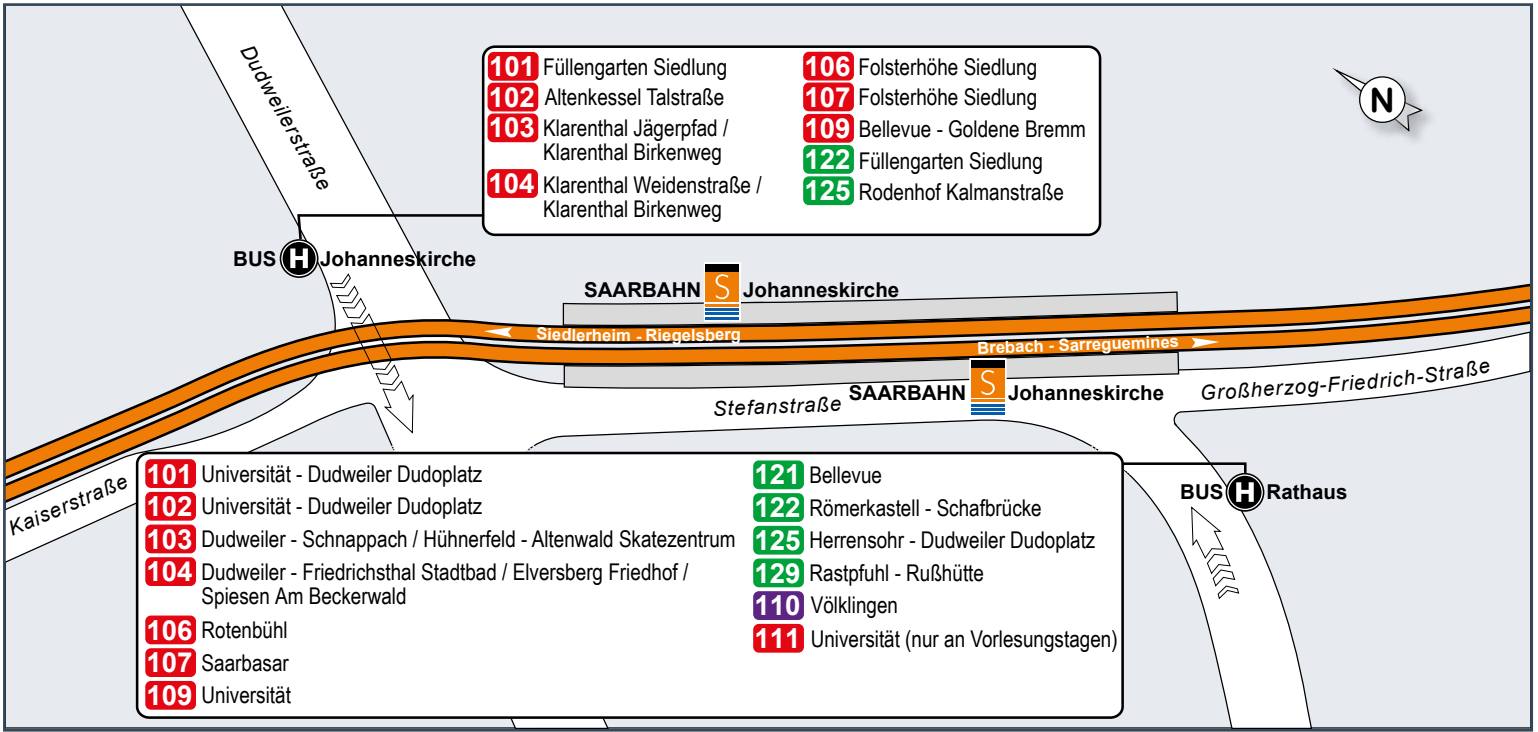 Dudweilerstraße
101 Füllengarten Siedlung
102 Altenkessel Talstraße
103 Klarenthal Jägerpfad /
Klarenthal Birkenweg
104 Klarenthal Weidenstraße /
Klarenthal Birkenweg
106 Folsterhöhe Siedlung
107 Folsterhöhe Siedlung
109 Bellevue - Goldene Bremm
122 Füllengarten Siedlung
125 Rodenhof Kalmanstraße
N
BUS H Johanneskirche
SAARBAHN S Johanneskirche
Siedlerheim - Riegelsberg
Brebach - Sarreguemines
Stefanstraße
SAARBAHN S Johanneskirche
Großherzog-Friedrich-Straße
Kaiserstraße
101 Universität - Dudweiler Dudoplatz
102 Universität - Dudweiler Dudoplatz
103 Dudweiler - Schnappach / Hühnerfeld - Altenwald Skatezentrum
104 Dudweiler - Friedrichsthal Stadtbad / Elversberg Friedhof /
Spiesen Am Beckerwald
106 Rotenbühl
107 Saarbasar
109 Universität
121 Bellevue
122 Römerkastell - Schafbrücke
125 Herrensohr - Dudweiler Dudoplatz
129 Rastpfuhl - Rußhütte
110 Völklingen
111 Universität (nur an Vorlesungstagen)
BUS H Rathaus